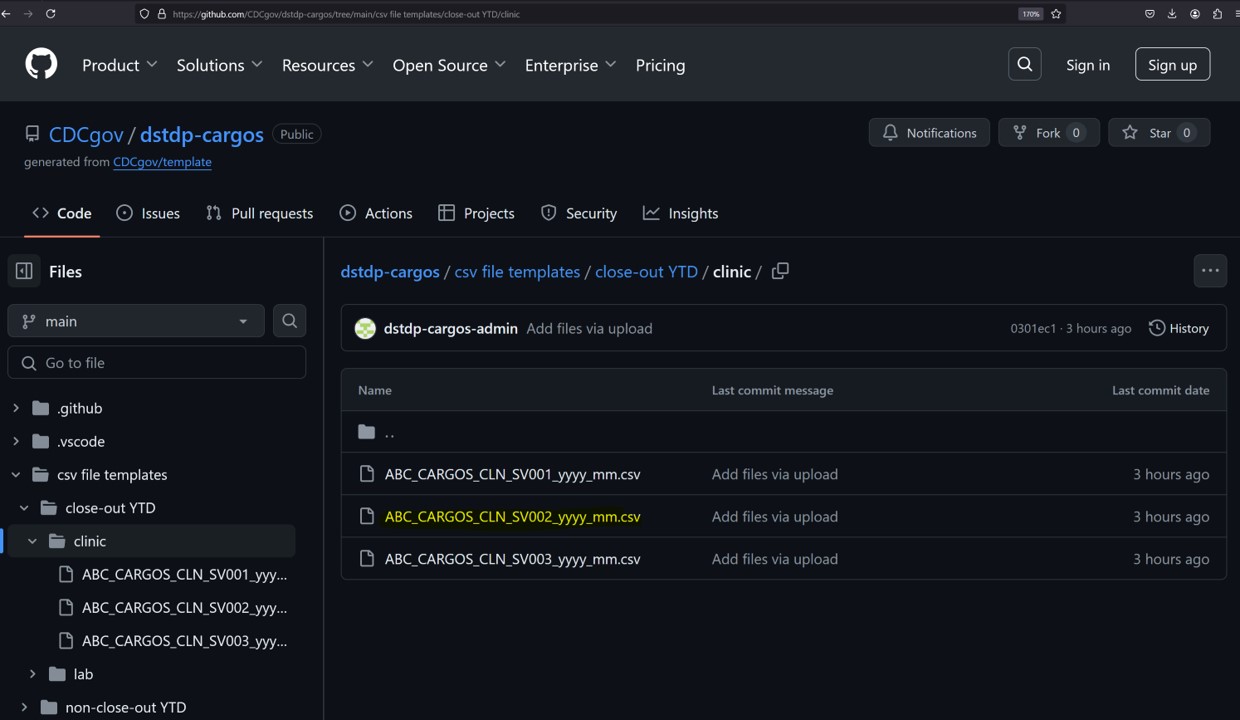 https://github.com/CDCgov/dstdp-cargos/tree/main/csv file templates/close-out YTD/clinic 170%
Product Solutions Resources Open Source Enterprise Pricing Sign in Sign up
CDCgov / dstdp-cargos Public Notifications Fork 0 Star 0
generated from CDCgov/template
Code Issues Pull requests Actions Projects Security Insights
Files
main
Go to file
.github
.vscode
csv file templates
close-out YTD
clinic
ABC_CARGOS_CLN_SV001_yyy...
ABC_CARGOS_CLN_SV002_yyy...
ABC_CARGOS_CLN_SV003_yyy...
lab
non-close-out YTD
dstdp-cargos / csv file templates / close-out YTD / clinic /
dstdp-cargos-admin Add files via upload 0301ec1 · 3 hours ago History
Name Last commit message Last commit date
..
ABC_CARGOS_CLN_SV001_yyyy_mm.csv Add files via upload 3 hours ago
ABC_CARGOS_CLN_SV002_yyyy_mm.csv Add files via upload 3 hours ago
ABC_CARGOS_CLN_SV003_yyyy_mm.csv Add files via upload 3 hours ago